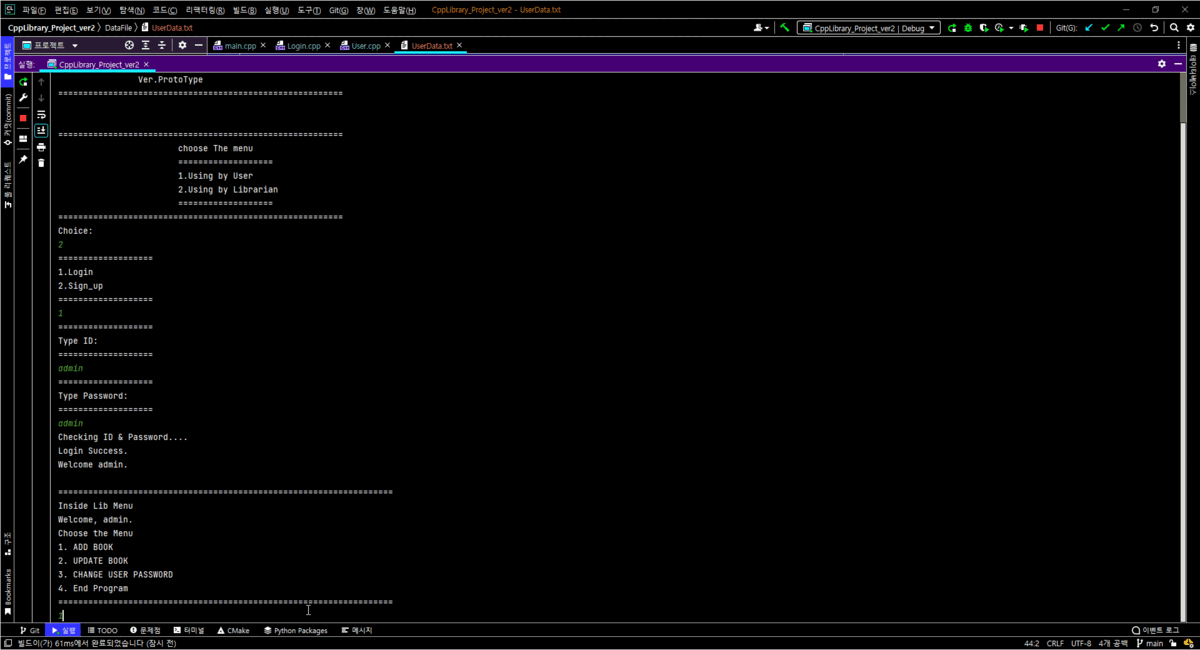 CL 파일(F) 편집(E) 보기(V) 탐색(N) 코드(C) 리팩터링(R) 빌드(B) 실행(U) 도구(T) Git(G) 창(W) 도움말(H) CppLibrary_Project_ver2 - UserData.txt
CppLibrary_Project_ver2 〉 DataFile 〉 UserData.txt CppLibrary_Project_ver2 | Debug Git(G):
프로젝트 main.cpp Login.cpp User.cpp UserData.txt
실행: CppLibrary_Project_ver2
Ver.ProtoType
=========================================================
=========================================================
choose The menu
===================
1.Using by User
2.Using by Librarian
===================
=========================================================
Choice:
2
===================
1.Login
2.Sign_up
===================
1
===================
Type ID:
===================
admin
===================
Type Password:
===================
admin
Checking ID & Password....
Login Success.
Welcome admin.
===================================================================
Inside Lib Menu
Welcome, admin.
Choose the Menu
1. ADD BOOK
2. UPDATE BOOK
3. CHANGE USER PASSWORD
4. End Program
===================================================================
프로젝트
커밋(commit)
풀 리퀘스트
구조
Bookmarks
데이터베이스
Git 실행 TODO 문제점 터미널 CMake Python Packages 메시지 이벤트 로그
빌드이(가) 61ms에서 완료되었습니다 (잠시 전) 44:2 CRLF UTF-8 4개 공백 main